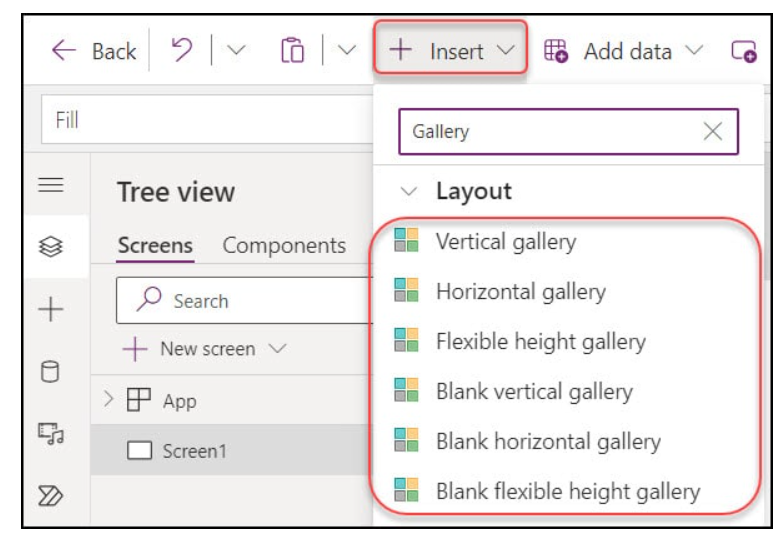 Back
Insert
Add data
Fill
Gallery
Tree view
Layout
Screens Components
Vertical gallery
Search
Horizontal gallery
New screen
Flexible height gallery
App
Blank vertical gallery
Screen1
Blank horizontal gallery
Blank flexible height gallery